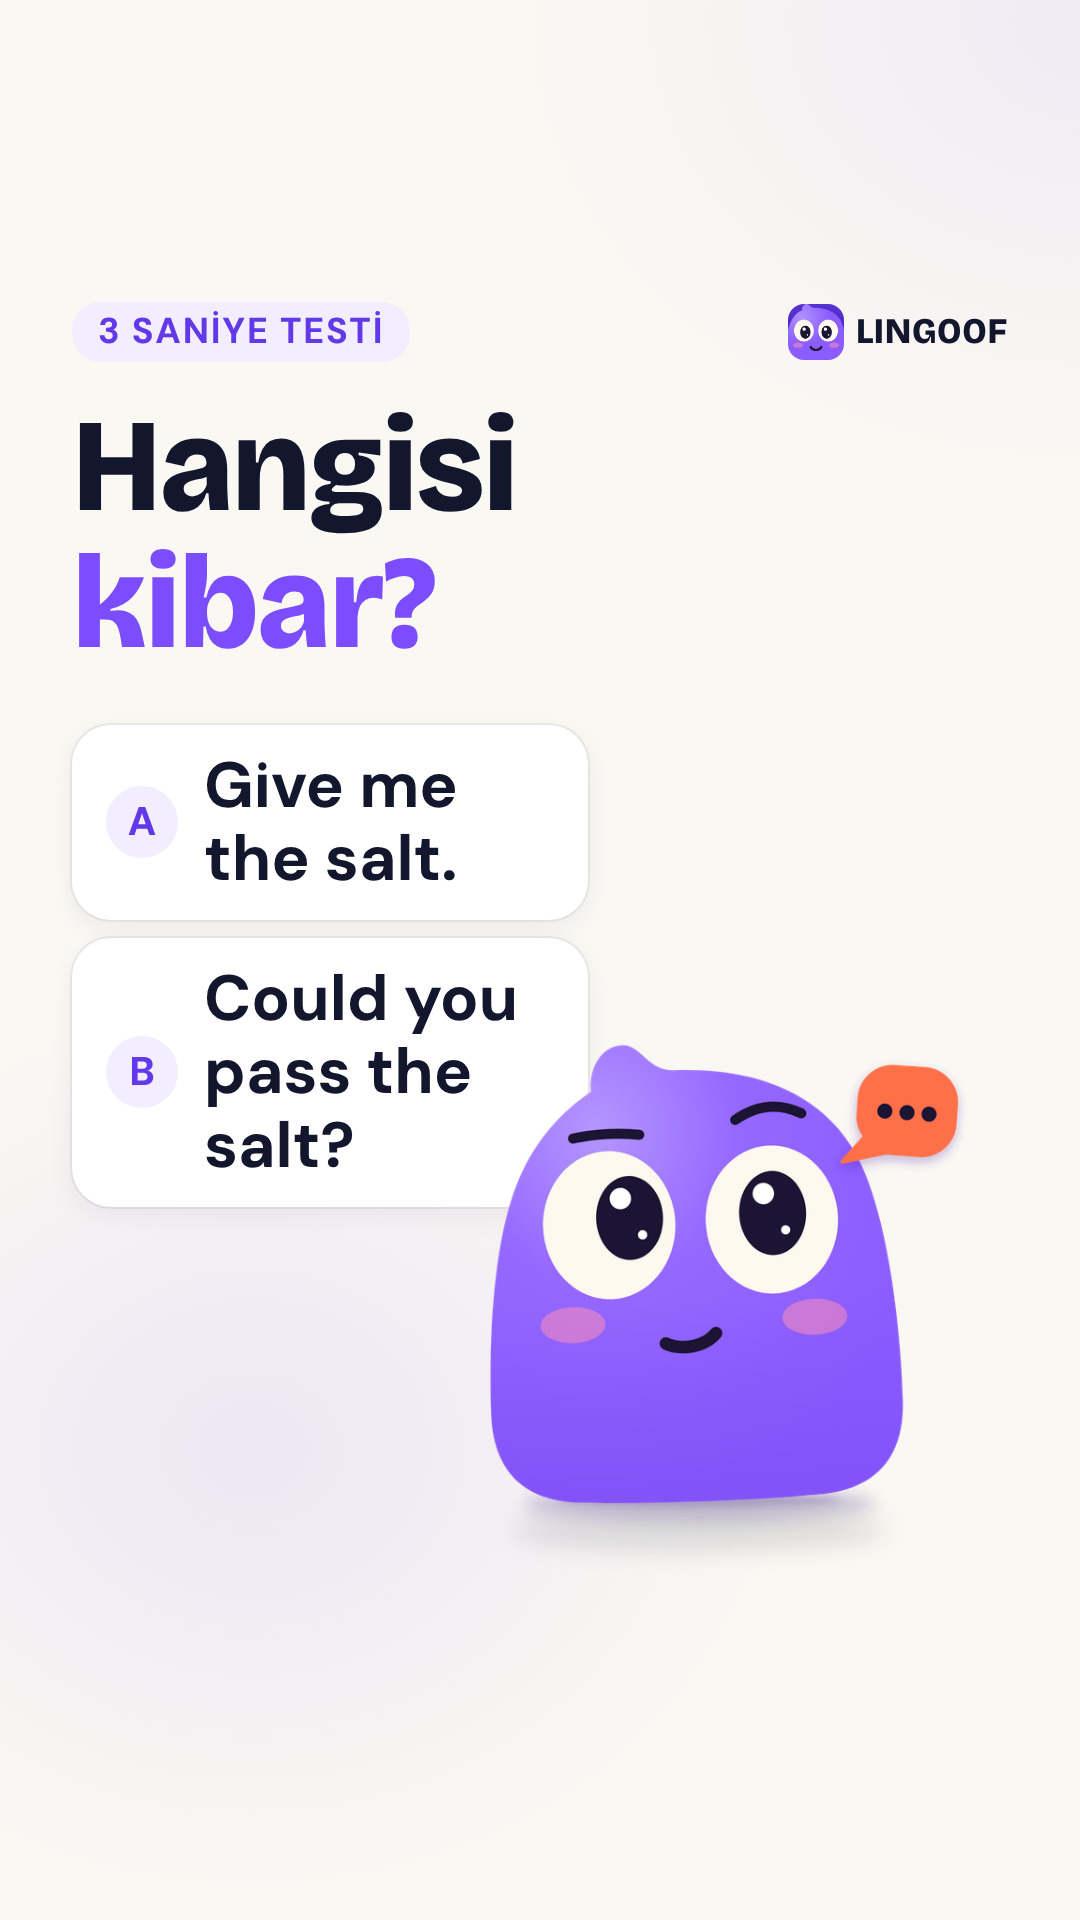 3 SANİYE TESTİ
LINGOOF
Hangisi
kibar?
A
Give me
the salt.
B
Could you
pass the
salt?